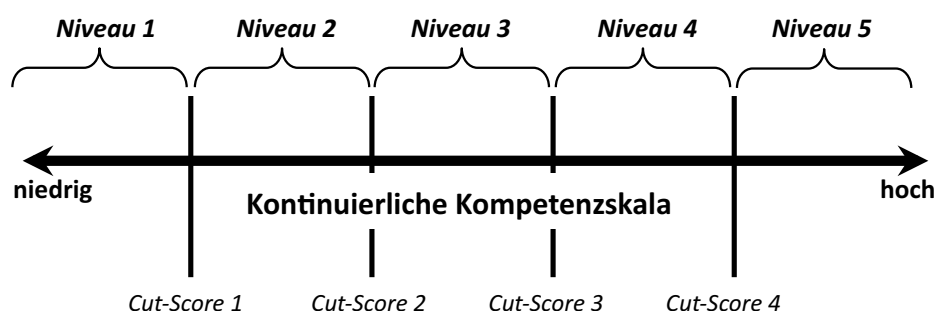 Niveau 1 Niveau 2 Niveau 3 Niveau 4 Niveau 5
niedrig hoch
Kontinuierliche Kompetenzskala
Cut-Score 1 Cut-Score 2 Cut-Score 3 Cut-Score 4